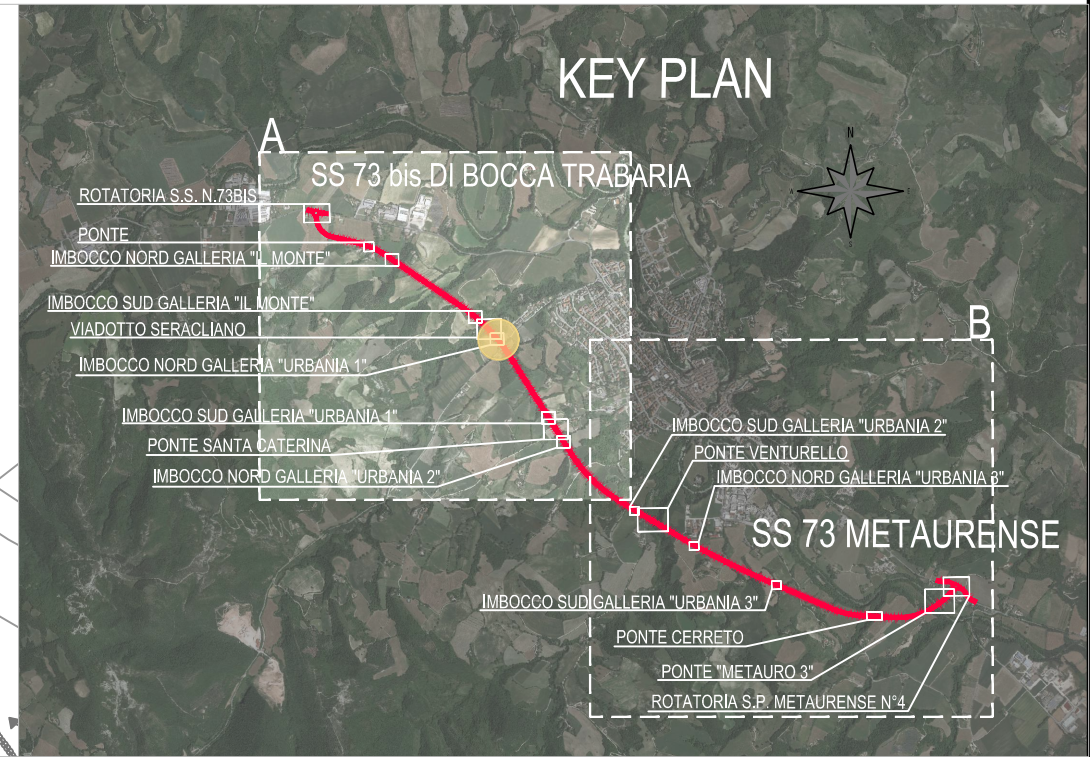 KEY PLAN
N
W
E
S
A
SS 73 bis DI BOCCA TRABARIA
ROTATORIA S.S. N.73BIS
PONTE
IMBOCCO NORD GALLERIA "IL MONTE"
IMBOCCO SUD GALLERIA "IL MONTE"
VIADOTTO SERACLIANO
IMBOCCO NORD GALLERIA "URBANIA 1"
IMBOCCO SUD GALLERIA "URBANIA 1"
PONTE SANTA CATERINA
IMBOCCO NORD GALLERIA "URBANIA 2"
B
IMBOCCO SUD GALLERIA "URBANIA 2"
PONTE VENTURELLO
IMBOCCO NORD GALLERIA "URBANIA 3"
SS 73 METAURENSE
IMBOCCO SUD GALLERIA "URBANIA 3"
PONTE CERRETO
PONTE "METAURO 3"
ROTATORIA S.P. METAURENSE N°4